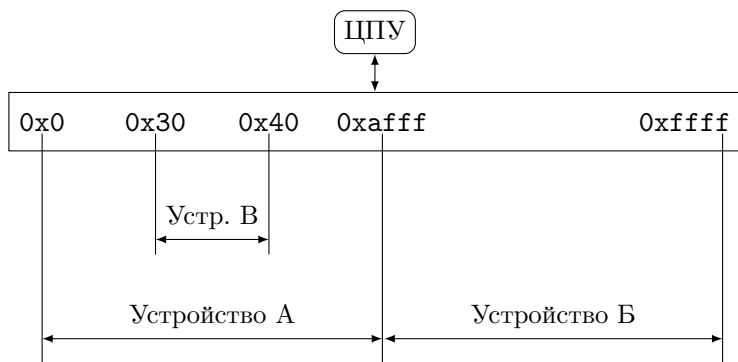 ЦПУ
0x0 0x30 0x40 0xafff 0xffff
Устр. В
Устройство А Устройство Б